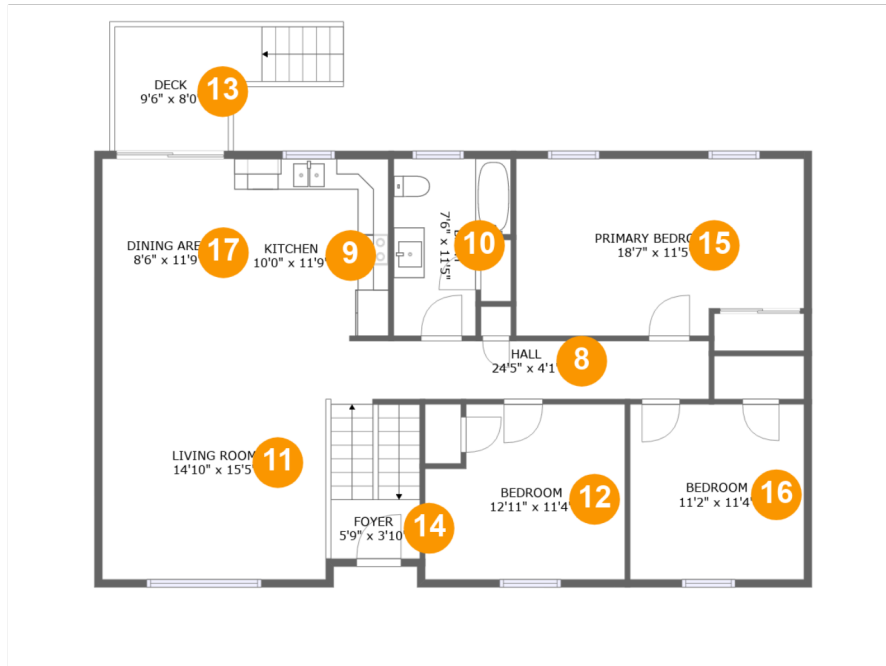 DECK
9'6" x 8'0
13
DINING ARE
8'6" x 11'9
17
KITCHEN
10'0" x 11'9
9
7'6" x 11'5"
10
PRIMARY BEDRO
18'7" x 11'5
15
HALL
24'5" x 4'1
8
LIVING ROOM
14'10" x 15'5
11
BEDROOM
12'11" x 11'4
12
BEDROOM
11'2" x 11'4
16
FOYER
5'9" x 3'10
14